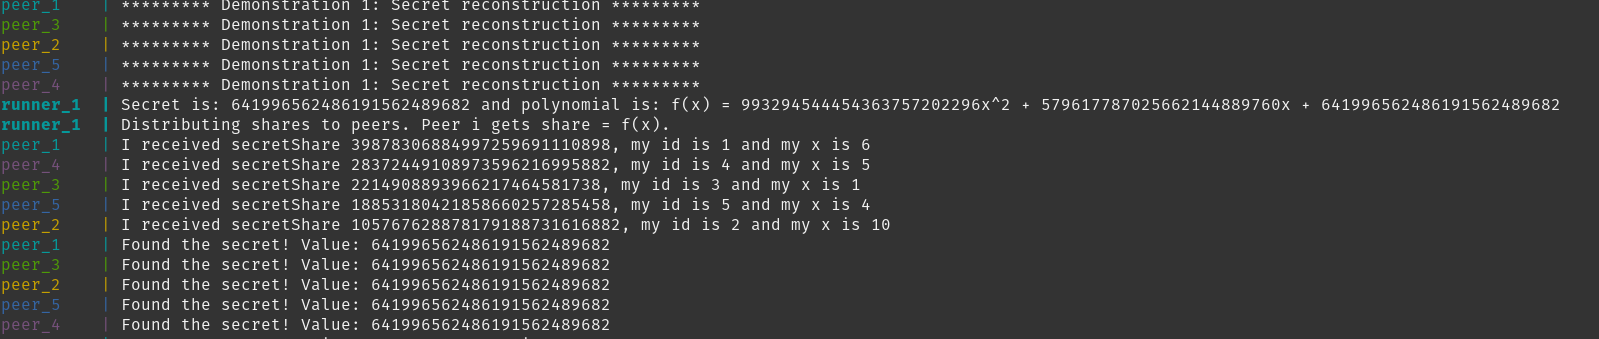 peer_1    | ********* Demonstration 1: Secret reconstruction *********
peer_3    | ********* Demonstration 1: Secret reconstruction *********
peer_2    | ********* Demonstration 1: Secret reconstruction *********
peer_5    | ********* Demonstration 1: Secret reconstruction *********
peer_4    | ********* Demonstration 1: Secret reconstruction *********
runner_1  | Secret is: 641996562486191562489682 and polynomial is: f(x) = 993294544454363757202296x^2 + 579617787025662144889760x + 641996562486191562489682
runner_1  | Distributing shares to peers. Peer i gets share = f(x).
peer_1    | I received secretShare 39878306884997259691110898, my id is 1 and my x is 6
peer_4    | I received secretShare 28372449108973596216995882, my id is 4 and my x is 5
peer_3    | I received secretShare 2214908893966217464581738, my id is 3 and my x is 1
peer_5    | I received secretShare 18853180421858660257285458, my id is 5 and my x is 4
peer_2    | I received secretShare 105767628878179188731616882, my id is 2 and my x is 10
peer_1    | Found the secret! Value: 641996562486191562489682
peer_3    | Found the secret! Value: 641996562486191562489682
peer_2    | Found the secret! Value: 641996562486191562489682
peer_5    | Found the secret! Value: 641996562486191562489682
peer_4    | Found the secret! Value: 641996562486191562489682